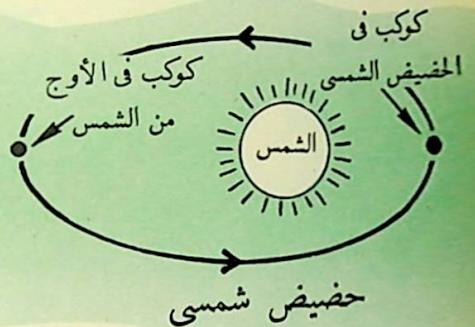 كوكب فى
الحضيض الشمسى
كوكب فى الأوج
من الشمس
الشمس
حضيض شمسى